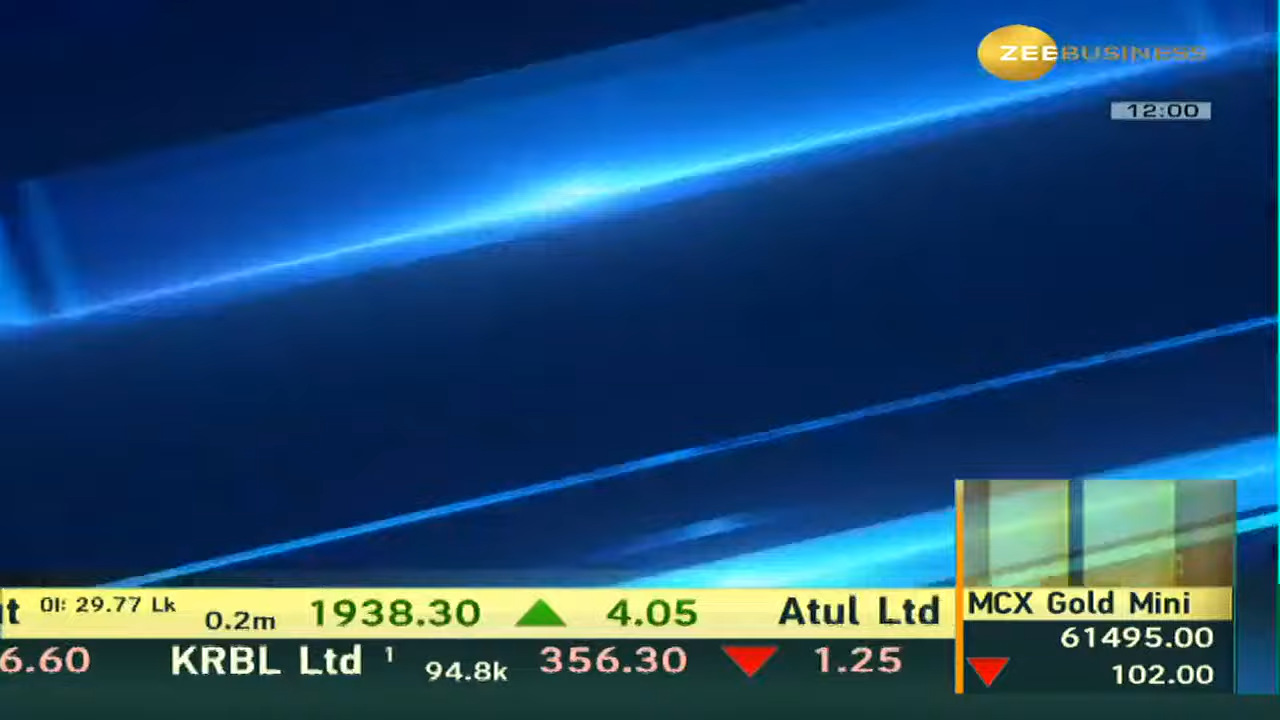 ZEEBUSINESS
12:00
OI: 29.77 Lk 0.2m 1938.30 4.05 Atul Ltd
6.60 KRBL Ltd 1 94.8k 356.30 1.25
MCX Gold Mini
61495.00
102.00